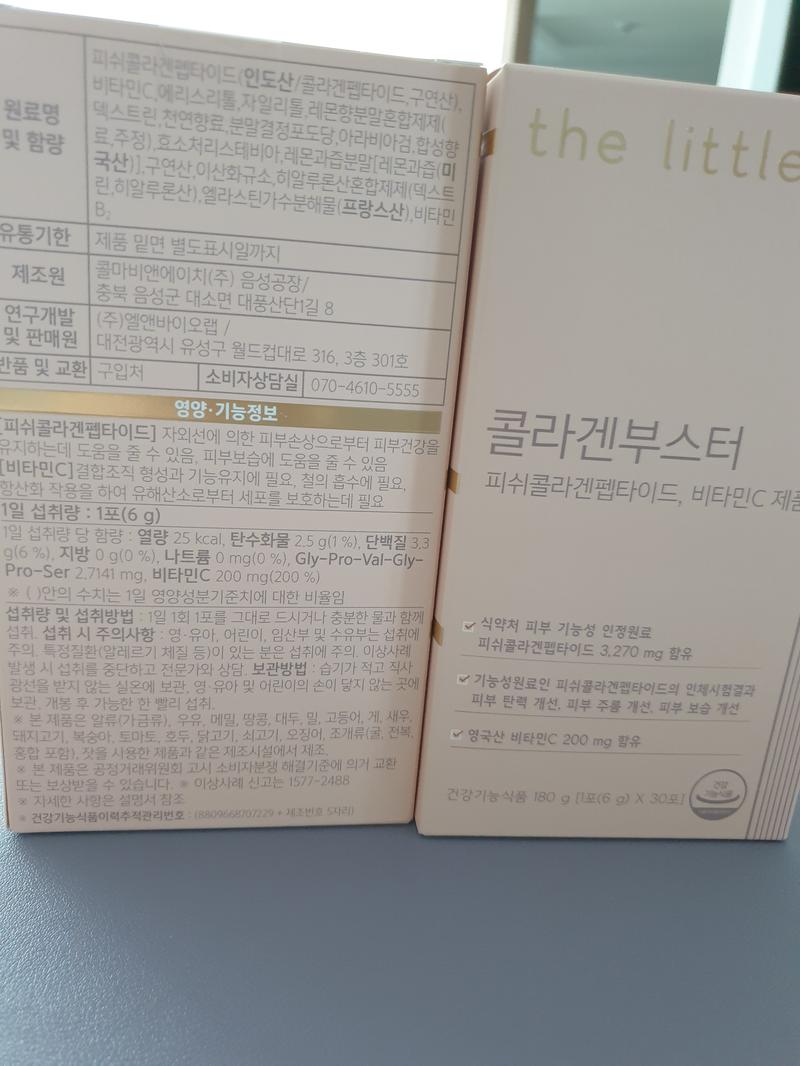 원료명
및 함량
피쉬콜라겐펩타이드(인도산/콜라겐펩타이드,구연산),
비타민C,에리스리톨,자일리톨,레몬향분말혼합제제(
덱스트린,천연향료,분말결정포도당,아라비아검,합성향
료,주정),효소처리스테비아,레몬과즙분말[레몬과즙(미
국산)],구연산,이산화규소,히알루론산혼합제제(덱스트
린,히알루론산),엘라스틴가수분해물(프랑스산),비타민
B₂
유통기한
제품 밑면 별도표시일까지
제조원
콜마비앤에이치(주) 음성공장/
충북 음성군 대소면 대풍산단1길 8
연구개발
및 판매원
(주)엘앤바이오랩 /
대전광역시 유성구 월드컵대로 316, 3층 301호
반품 및 교환
구입처
소비자상담실
070-4610-5555
영양·기능정보
[피쉬콜라겐펩타이드] 자외선에 의한 피부손상으로부터 피부건강을
유지하는데 도움을 줄 수 있음, 피부보습에 도움을 줄 수 있음
[비타민C]결합조직 형성과 기능유지에 필요, 철의 흡수에 필요,
항산화 작용을 하여 유해산소로부터 세포를 보호하는데 필요
1일 섭취량 : 1포(6 g)
1일 섭취량 당 함량 : 열량 25 kcal, 탄수화물 2.5 g(1 %), 단백질 3.3
g(6 %), 지방 0 g(0 %), 나트륨 0 mg(0 %), Gly-Pro-Val-Gly-
Pro-Ser 2.7141 mg, 비타민C 200 mg(200 %)
※ ( )안의 수치는 1일 영양성분기준치에 대한 비율임
섭취량 및 섭취방법 : 1일 1회 1포를 그대로 드시거나 충분한 물과 함께
섭취. 섭취 시 주의사항 : 영·유아, 어린이, 임산부 및 수유부는 섭취에
주의. 특정질환(알레르기 체질 등)이 있는 분은 섭취에 주의. 이상사례
발생 시 섭취를 중단하고 전문가와 상담. 보관방법 : 습기가 적고 직사
광선을 받지 않는 실온에 보관, 영·유아 및 어린이의 손이 닿지 않는 곳에
보관, 개봉 후 가능한 한 빨리 섭취.
※ 본 제품은 알류(가금류), 우유, 메밀, 땅콩, 대두, 밀, 고등어, 게, 새우,
돼지고기, 복숭아, 토마토, 호두, 닭고기, 쇠고기, 오징어, 조개류(굴, 전복,
홍합 포함), 잣을 사용한 제품과 같은 제조시설에서 제조.
※ 본 제품은 공정거래위원회 고시 소비자분쟁 해결기준에 의거 교환
또는 보상받을 수 있습니다. ※ 이상사례 신고는 1577-2488
※ 자세한 사항은 설명서 참조
※ 건강기능식품이력추적관리번호 : (8809668707229 + 제조번호 5자리)
the little
콜라겐부스터
피쉬콜라겐펩타이드, 비타민C 제품
식약처 피부 기능성 인정원료
피쉬콜라겐펩타이드 3,270 mg 함유
기능성원료인 피쉬콜라겐펩타이드의 인체시험결과
피부 탄력 개선, 피부 주름 개선, 피부 보습 개선
영국산 비타민C 200 mg 함유
건강기능식품 180 g [1포(6 g) X 30포]
건강
기능식품